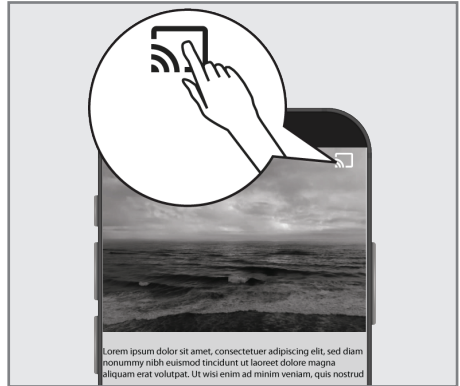 Lorem ipsum dolor sit amet, consectetuer adipiscing elit, sed diam
nonummy nibh euismod tincidunt ut laoreet dolore magna
aliquam erat volutpat. Ut wisi enim ad minim veniam, quis nostrud